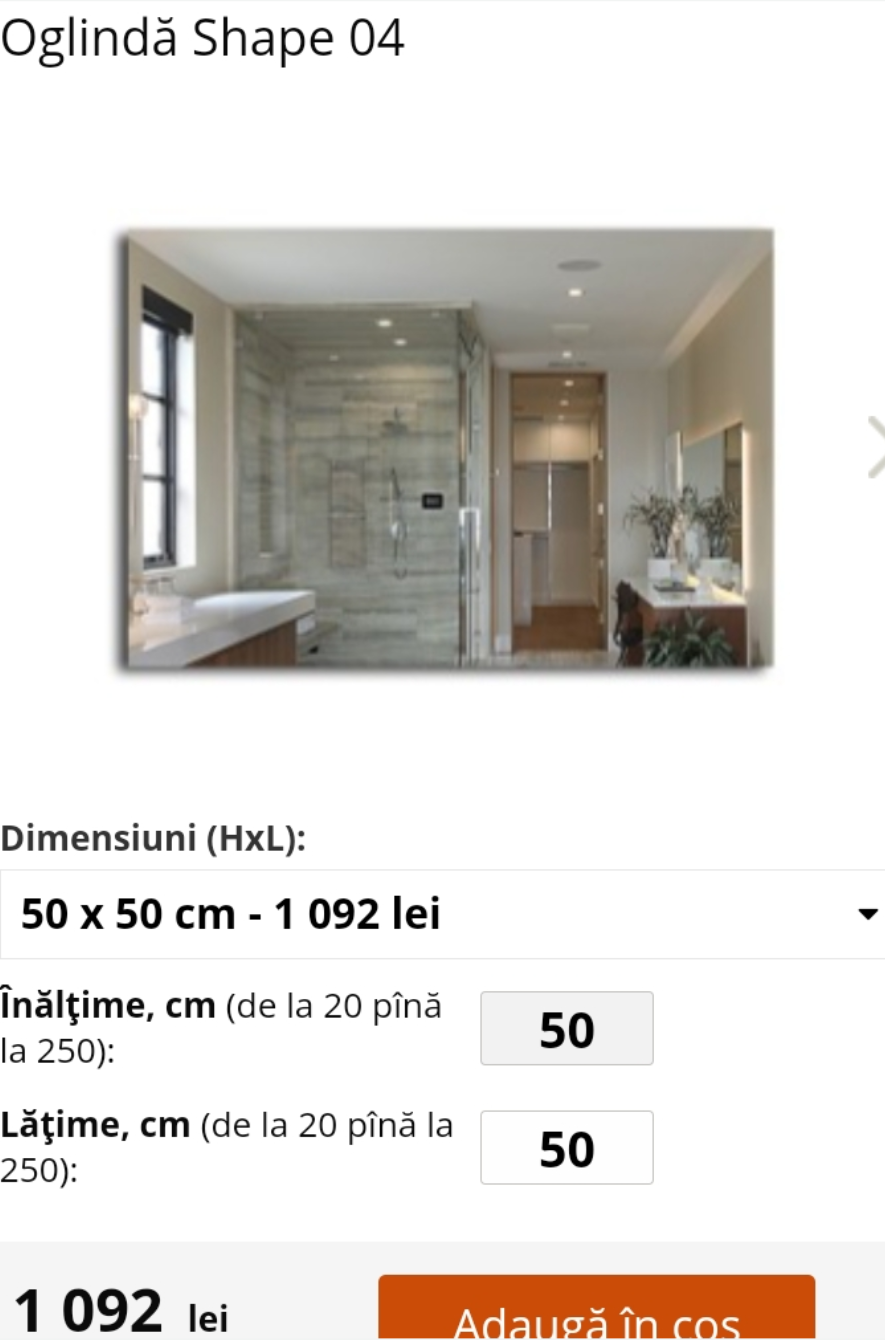 Oglindă Shape 04
Dimensiuni (HxL):
50 x 50 cm - 1 092 lei
Înălţime, cm (de la 20 pînă
la 250):
50
Lăţime, cm (de la 20 pînă la
250):
50
1 092 lei
Adaugă în coș